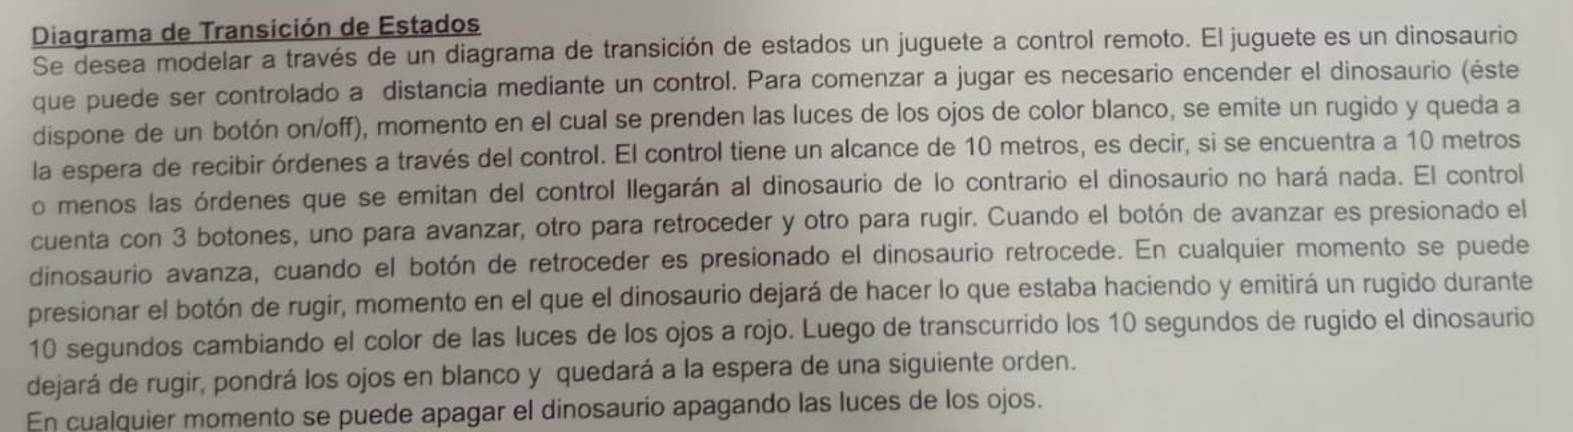 Diagrama de Transición de Estados
Se desea modelar a través de un diagrama de transición de estados un juguete a control remoto. El juguete es un dinosaurio
que puede ser controlado a distancia mediante un control. Para comenzar a jugar es necesario encender el dinosaurio (éste
dispone de un botón on/off), momento en el cual se prenden las luces de los ojos de color blanco, se emite un rugido y queda a
la espera de recibir órdenes a través del control. El control tiene un alcance de 10 metros, es decir, si se encuentra a 10 metros
o menos las órdenes que se emitan del control llegarán al dinosaurio de lo contrario el dinosaurio no hará nada. El control
cuenta con 3 botones, uno para avanzar, otro para retroceder y otro para rugir. Cuando el botón de avanzar es presionado el
dinosaurio avanza, cuando el botón de retroceder es presionado el dinosaurio retrocede. En cualquier momento se puede
presionar el botón de rugir, momento en el que el dinosaurio dejará de hacer lo que estaba haciendo y emitirá un rugido durante
10 segundos cambiando el color de las luces de los ojos a rojo. Luego de transcurrido los 10 segundos de rugido el dinosaurio
dejará de rugir, pondrá los ojos en blanco y quedará a la espera de una siguiente orden.
En cualquier momento se puede apagar el dinosaurio apagando las luces de los ojos.